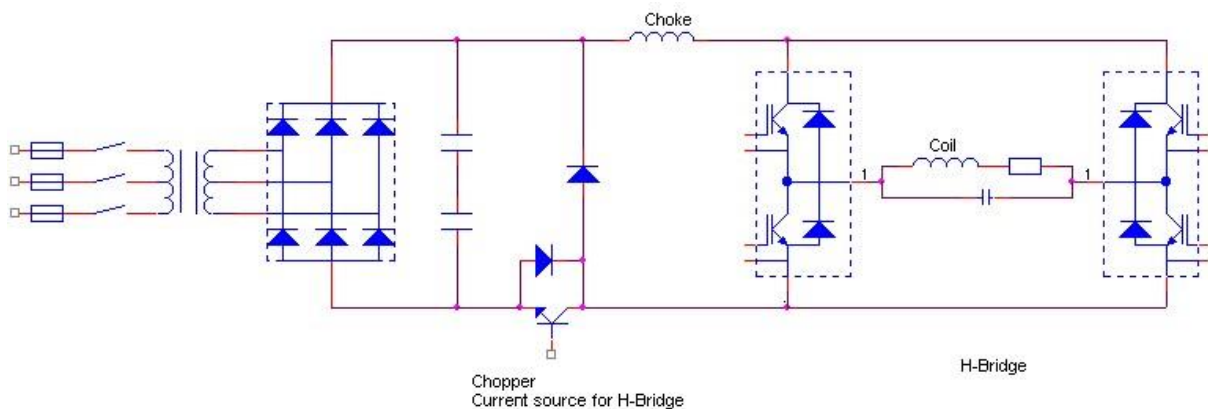 Choke
Coil
1
1
H-Bridge
Chopper
Current source for H-Bridge